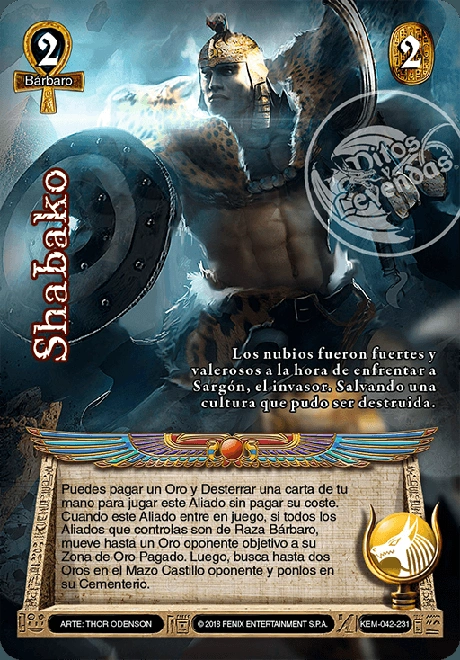 2
Bárbaro
2
Mitos
y
Leyendas
Shabako
Los nubios fueron fuertes y
valerosos a la hora de enfrentar a
Sargón, el invasor. Salvando una
cultura que pudo ser destruida.
Puedes pagar un Oro y Desterrar una carta de tu
mano para jugar este Aliado sin pagar su coste.
Cuando este Aliado entre en juego, si todos los
Aliados que controlas son de Raza Bárbaro,
mueve hasta un Oro oponente objetivo a su
Zona de Oro Pagado. Luego, busca hasta dos
Oros en el Mazo Castillo oponente y ponlos en
su Cementerio.
ARTE: THOR ODENSON
© 2018 FENIX ENTERTAINMENT S.P.A.
KEM-042-231